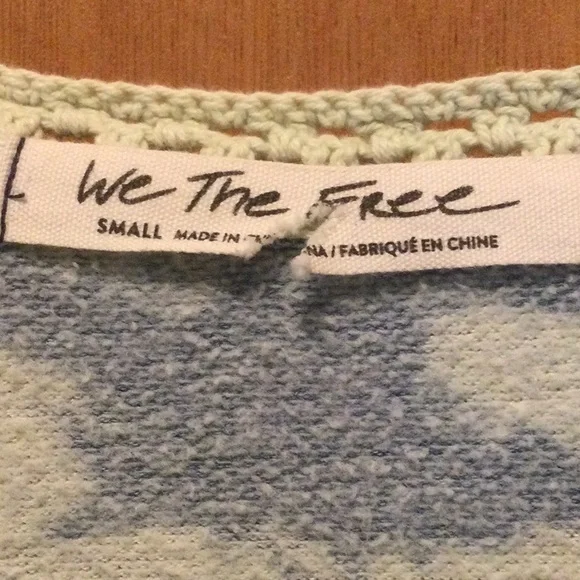 We The Free
SMALL MADE IN / FABRIQUÉ EN CHINE